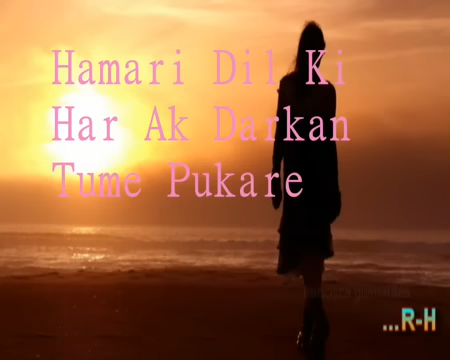 Hamari Dil Ki
Har Ak Darkan
Tume Pukare
...R-H